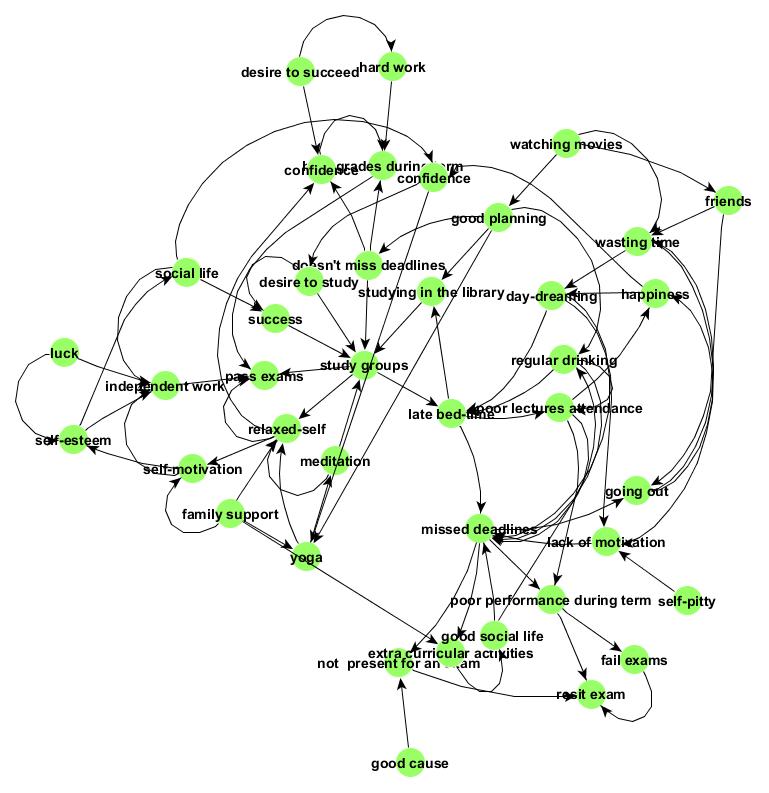 hard work
desire to succeed
watching movies
grades during term
confidence
confidence
friends
good planning
wasting time
doesn't miss deadlines
social life
desire to study
studying in the library
day-dreaming
happiness
success
luck
regular drinking
study groups
pass exams
independent work
late bed-time
poor lectures attendance
relaxed-self
self-esteem
meditation
self-motivation
going out
family support
missed deadlines
lack of motivation
yoga
poor performance during term
self-pitty
good social life
extra curricular activities
not present for an exam
fail exams
resit exam
good cause